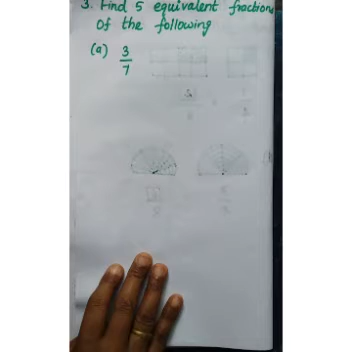 3. Find 5 equivalent fractions
Of the following
(a) 3/7